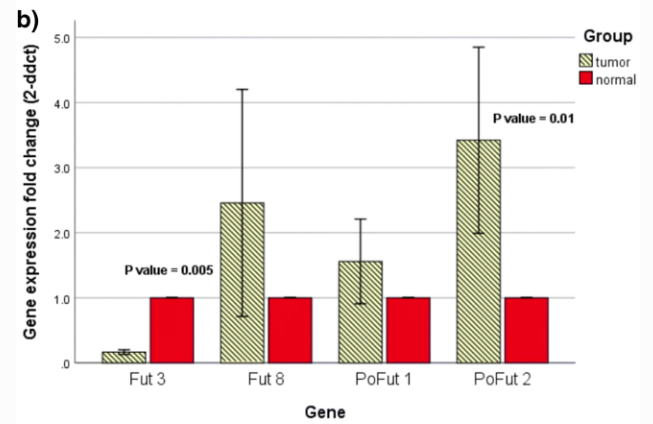 b)
Gene expression fold change (2-ddct)
5.0
4.0
3.0
2.0
1.0
.0
P value = 0.005
P value = 0.01
Fut 3
Fut 8
PoFut 1
PoFut 2
Gene
Group
tumor
normal